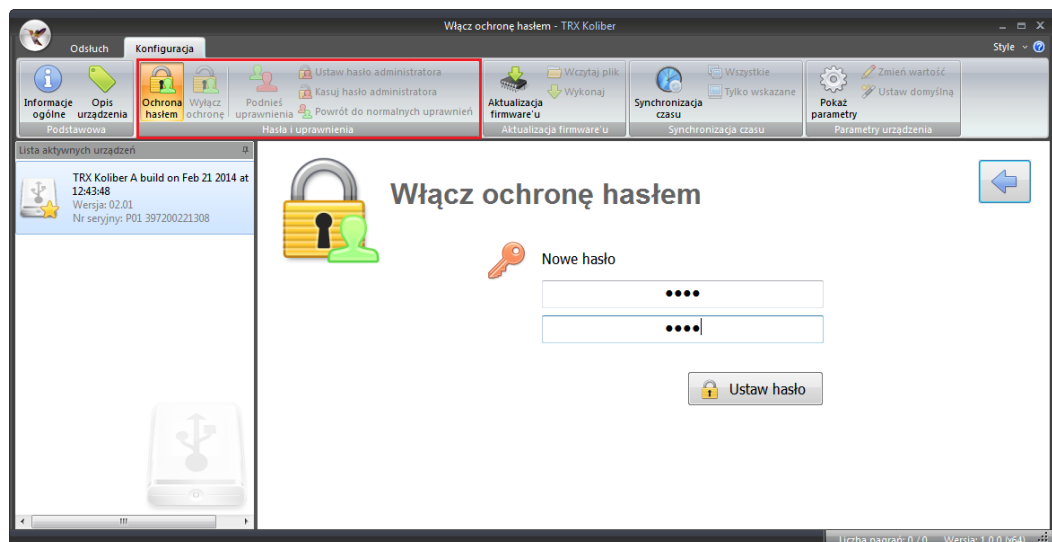 Włącz ochronę hasłem - TRX Koliber
Odsłuch
Konfiguracja
Style
Informacje ogólne
Opis urządzenia
Podstawowa
Ochrona hasłem
Wyłącz ochronę
Podnieś uprawnienia
Ustaw hasło administratora
Kasuj hasło administratora
Powrót do normalnych uprawnień
Hasła i uprawnienia
Aktualizacja firmware'u
Wczytaj plik
Wykonaj
Aktualizacja firmware'u
Synchronizacja czasu
Wszystkie
Tylko wskazane
Synchronizacja czasu
Pokaż parametry
Zmień wartość
Ustaw domyślną
Parametry urządzenia
Lista aktywnych urządzeń
TRX Koliber A build on Feb 21 2014 at
12:43:48
Wersja: 02.01
Nr seryjny: P01 397200221308
Włącz ochronę hasłem
Nowe hasło
••••
••••
Ustaw hasło
Liczba nagrań: 0 / 0 Wersja: 1.0.0 (x64)